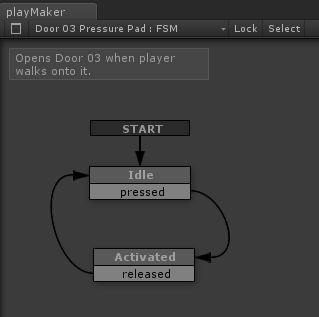 playMaker
Door 03 Pressure Pad : FSM Lock Select
Opens Door 03 when player
walks onto it.
START
Idle
pressed
Activated
released